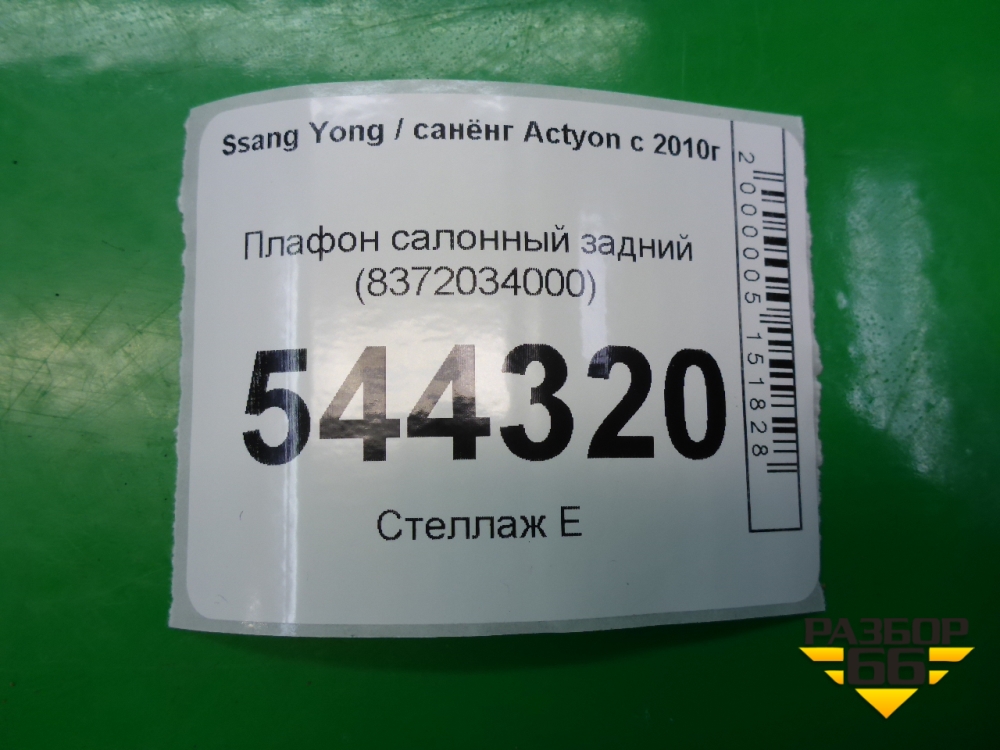 Ssang Yong / санёнг Actyon с 2010г
Плафон салонный задний
(8372034000)
544320
Стеллаж Е
2000005151828
РАЗБОР
66